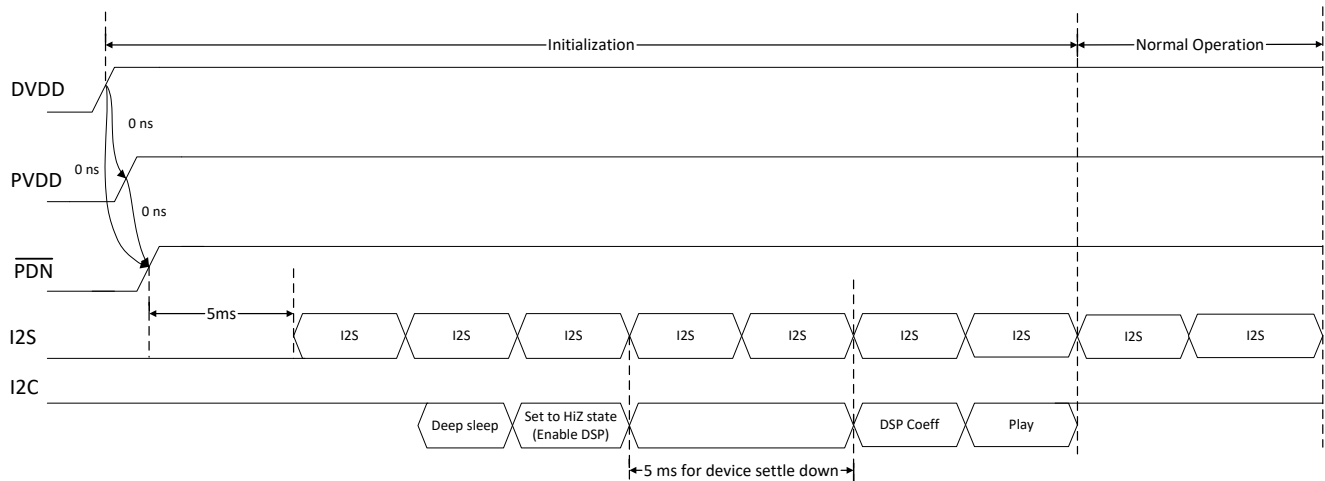 Initialization
Normal Operation
DVDD
0 ns
0 ns
PVDD
0 ns
PDN
5ms
I2S
I2S
I2S
I2S
I2S
I2S
I2S
I2S
I2S
I2S
I2C
Deep sleep
Set to HiZ state
(Enable DSP)
DSP Coeff
Play
5 ms for device settle down